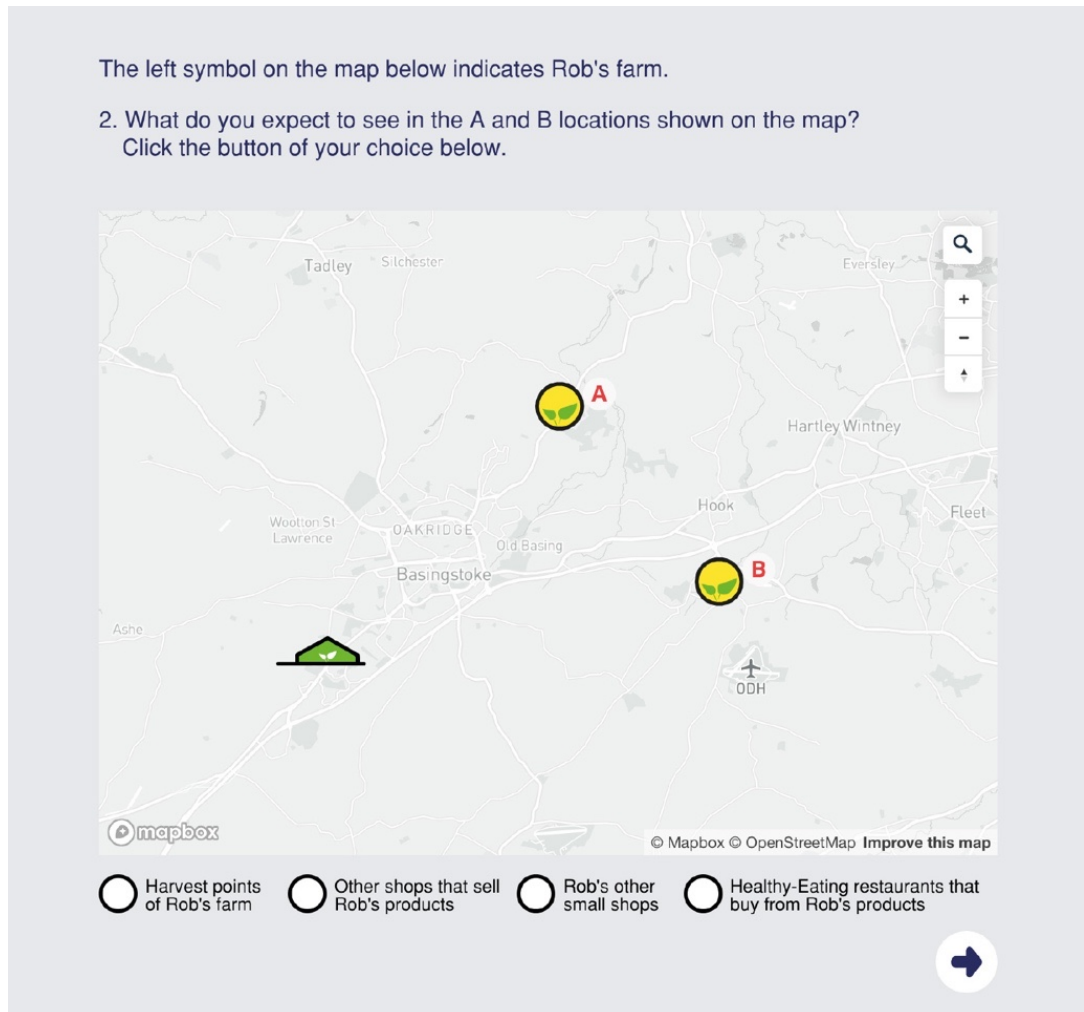 The left symbol on the map below indicates Rob's farm.
2. What do you expect to see in the A and B locations shown on the map?
Click the button of your choice below.
Tadley
Silchester
Eversley
+
−
A
Hartley Wintney
Hook
Fleet
Wootton St
Lawrence
OAKRIDGE
Old Basing
Basingstoke
B
Ashe
ODH
mapbox
© Mapbox © OpenStreetMap Improve this map
Harvest points
of Rob's farm
Other shops that sell
Rob's products
Rob's other
small shops
Healthy-Eating restaurants that
buy from Rob's products